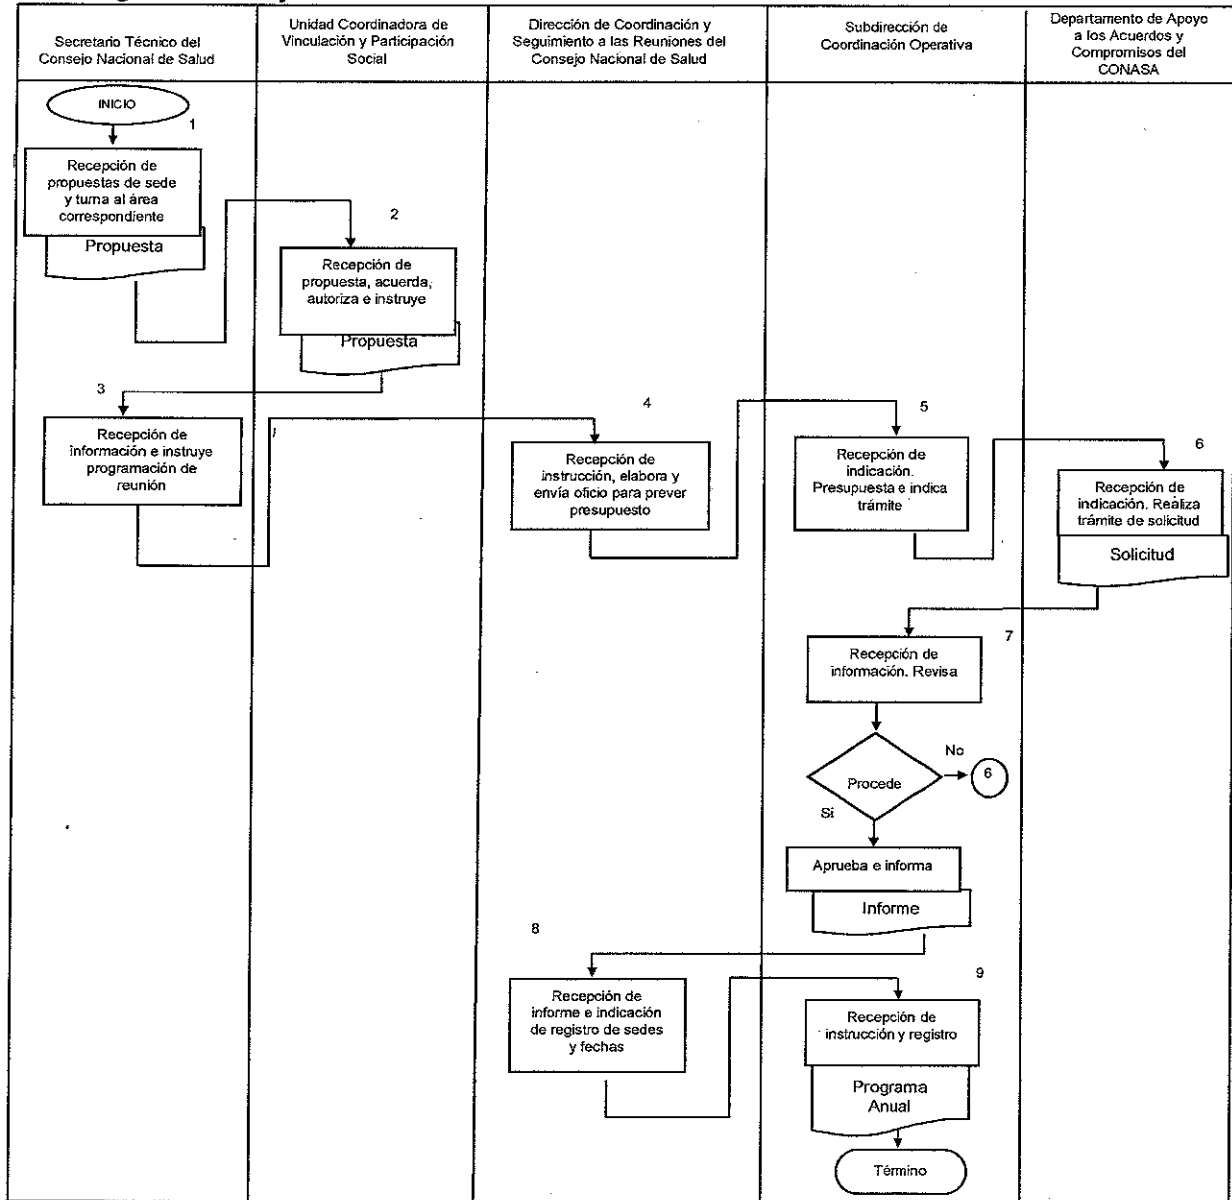 Secretario Técnico del
Consejo Nacional de Salud
Unidad Coordinadora de
Vinculación y Participación
Social
Dirección de Coordinación y
Seguimiento a las Reuniones del
Consejo Nacional de Salud
Subdirección de
Coordinación Operativa
Departamento de Apoyo
a los Acuerdos y
Compromisos del
CONASA
INICIO
1
Recepción de
propuestas de sede
y turna al área
correspondiente
Propuesta
2
Recepción de
propuesta, acuerda,
autoriza e instruye
Propuesta
3
Recepción de
información e instruye
programación de
reunión
4
Recepción de
instrucción, elabora y
envía oficio para prever
presupuesto
5
Recepción de
indicación.
Presupuesta e indica
trámite
6
Recepción de
indicación. Realiza
trámite de solicitud
Solicitud
7
Recepción de
información. Revisa
Procede
No
6
Si
Aprueba e informa
Informe
8
Recepción de
informe e indicación
de registro de sedes
y fechas
9
Recepción de
instrucción y registro
Programa
Anual
Término